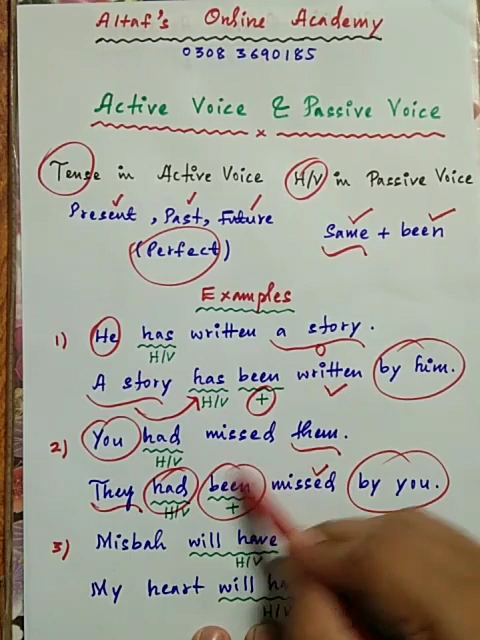 Altaf's Online Academy
0308 3690185
Active Voice & Passive Voice
×
Tense in Active Voice H/V in Passive Voice
Present, Past, Future Same + been
(Perfect)
Examples
1) He has written a story.
H/V
A story has been written by him.
H/V +
2) You had missed them.
H/V
They had been missed by you.
H/V +
3) Misbah will have
H/V
My heart will
H/V